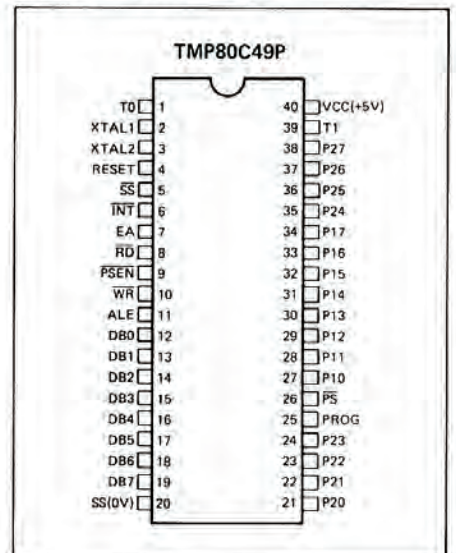 TMP80C49P
T0 1 40 VCC(+5V)
XTAL1 2 39 T1
XTAL2 3 38 P27
RESET 4 37 P26
SS 5 36 P25
INT 6 35 P24
EA 7 34 P17
RD 8 33 P16
PSEN 9 32 P15
WR 10 31 P14
ALE 11 30 P13
DB0 12 29 P12
DB1 13 28 P11
DB2 14 27 P10
DB3 15 26 PS
DB4 16 25 PROG
DB5 17 24 P23
DB6 18 23 P22
DB7 19 22 P21
SS(0V) 20 21 P20